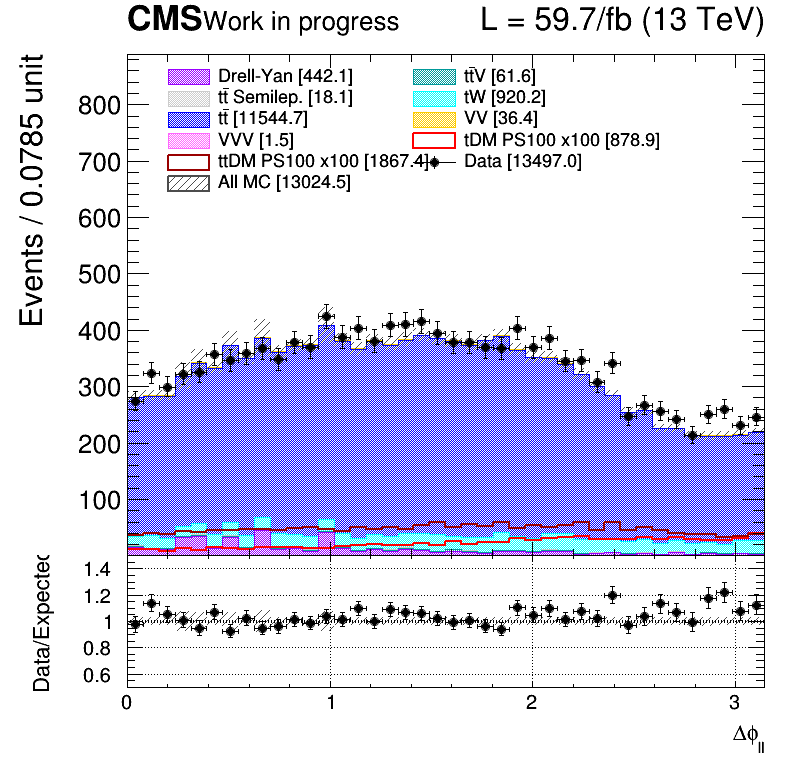 CMS Work in progress L = 59.7/fb (13 TeV)
Events / 0.0785 unit
Drell-Yan [442.1] tt̄V [61.6]
tt̄ Semilep. [18.1] tW [920.2]
tt̄ [11544.7] VV [36.4]
VVV [1.5] tDM PS100 x100 [878.9]
ttDM PS100 x100 [1867.4] Data [13497.0]
All MC [13024.5]
800
700
600
500
400
300
200
100
Data/Expected
1.4
1.2
1
0.8
0.6
0 1 2 3
Δϕll